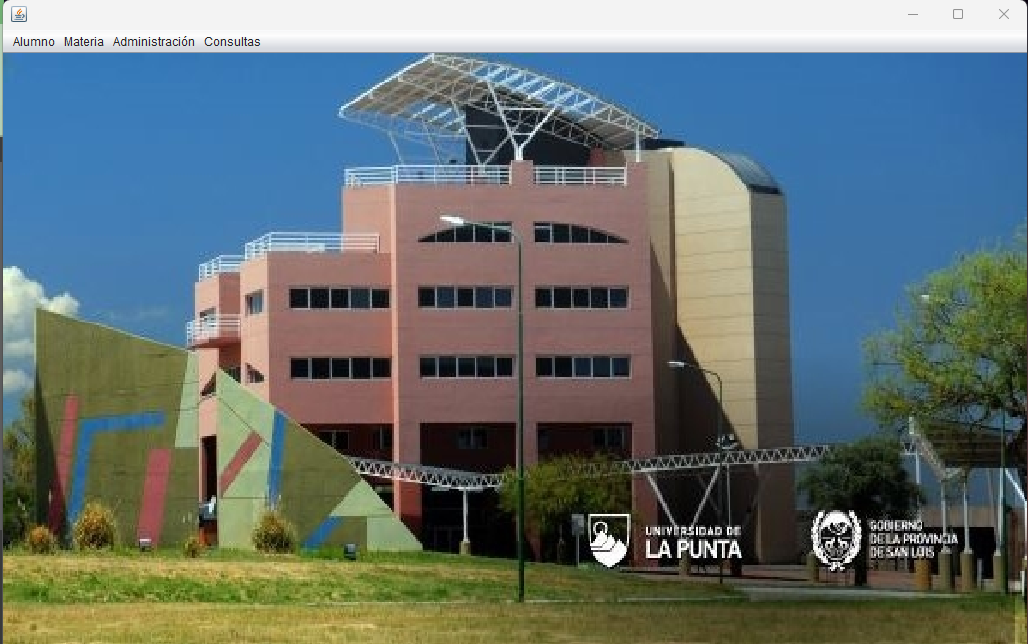 Alumno Materia Administración Consultas
UNIVERSIDAD DE
LA PUNTA
GOBIERNO
DE LA PROVINCIA
DE SAN LUIS